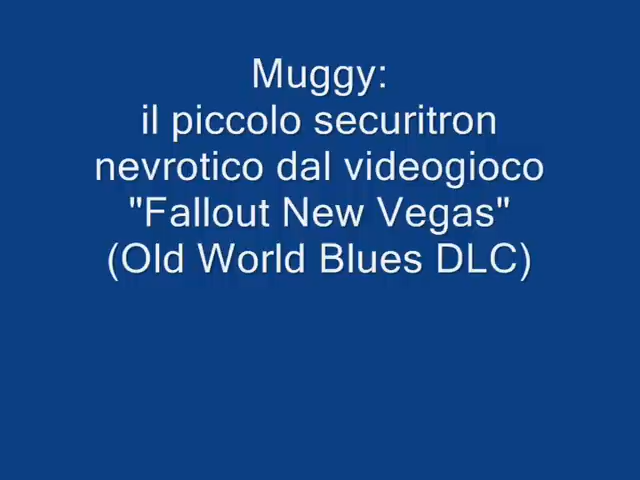 Muggy:
il piccolo securitron
nevrotico dal videogioco
"Fallout New Vegas"
(Old World Blues DLC)